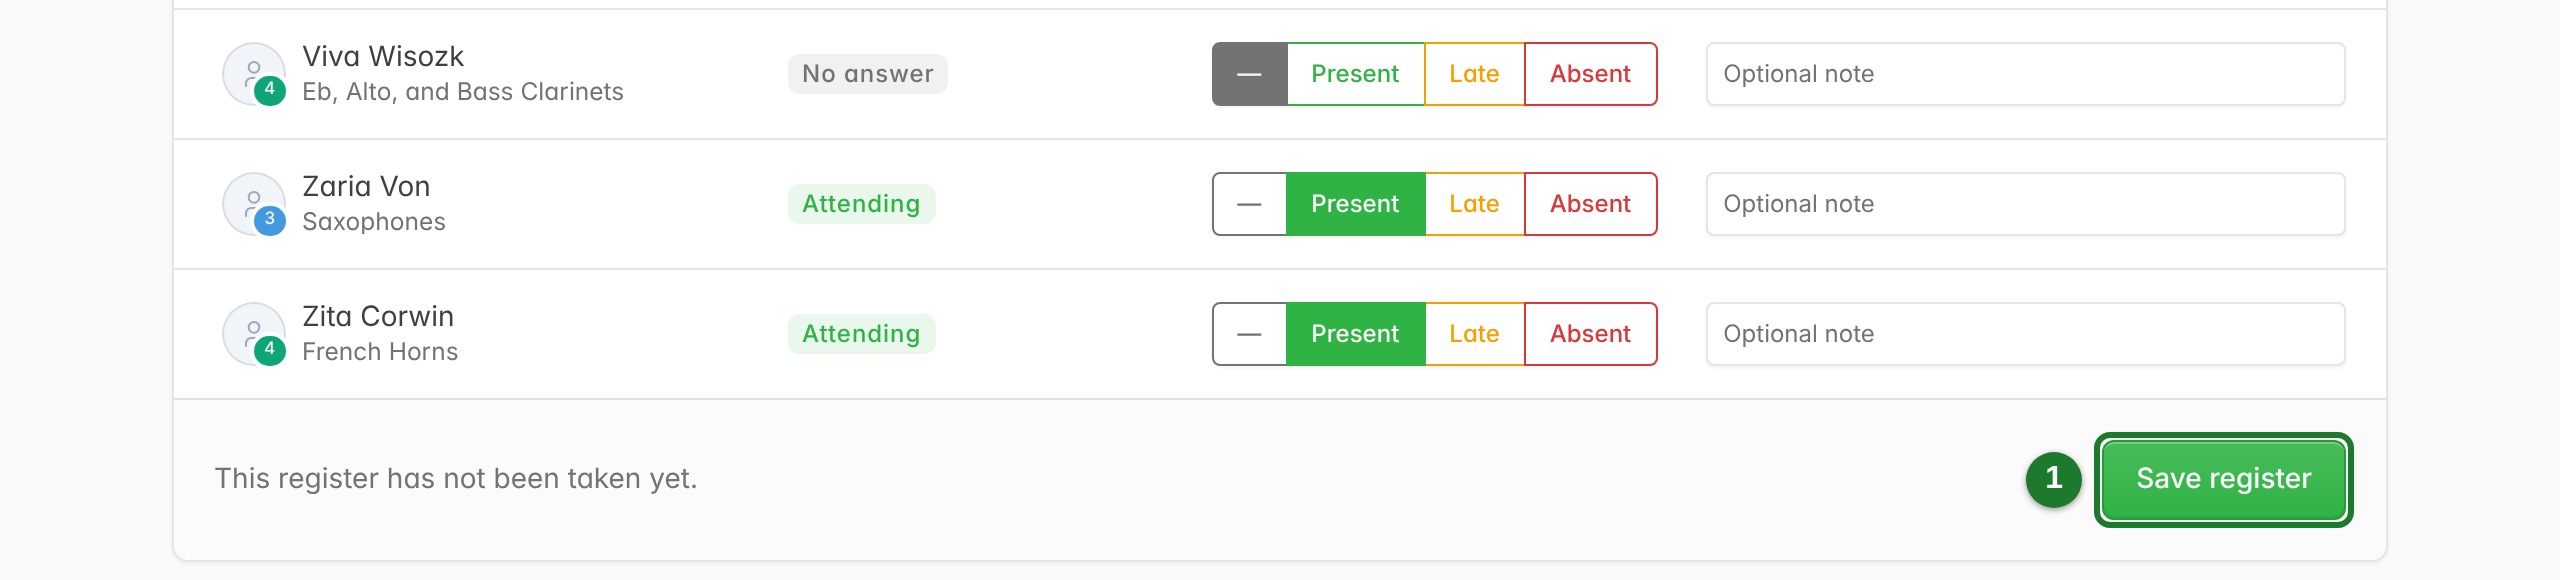 Viva Wisozk
Eb, Alto, and Bass Clarinets
4
No answer
— Present Late Absent
Optional note
Zaria Von
Saxophones
3
Attending
— Present Late Absent
Optional note
Zita Corwin
French Horns
4
Attending
— Present Late Absent
Optional note
This register has not been taken yet.
1
Save register